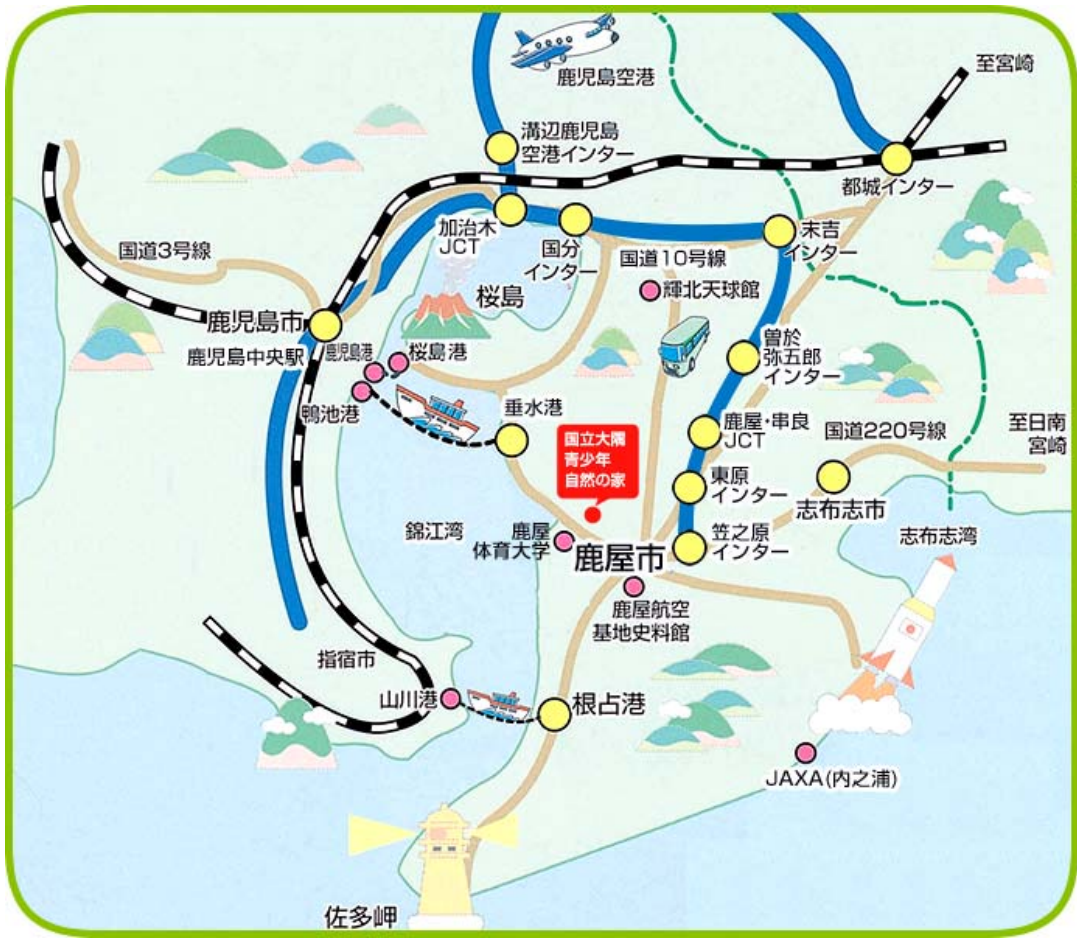 鹿児島空港
至宮崎
溝辺鹿児島
空港インター
都城インター
加治木
JCT
国分
インター
末吉
インター
国道3号線
国道10号線
輝北天球館
桜島
鹿児島市
鹿児島中央駅
鹿児島港
桜島港
曽於
弥五郎
インター
鴨池港
垂水港
鹿屋・串良
JCT
国道220号線
至日南
宮崎
国立大隅
青少年
自然の家
東原
インター
志布志市
錦江湾
鹿屋
体育大学
鹿屋市
笠之原
インター
志布志湾
鹿屋航空
基地史料館
指宿市
山川港
根占港
JAXA(内之浦)
佐多岬